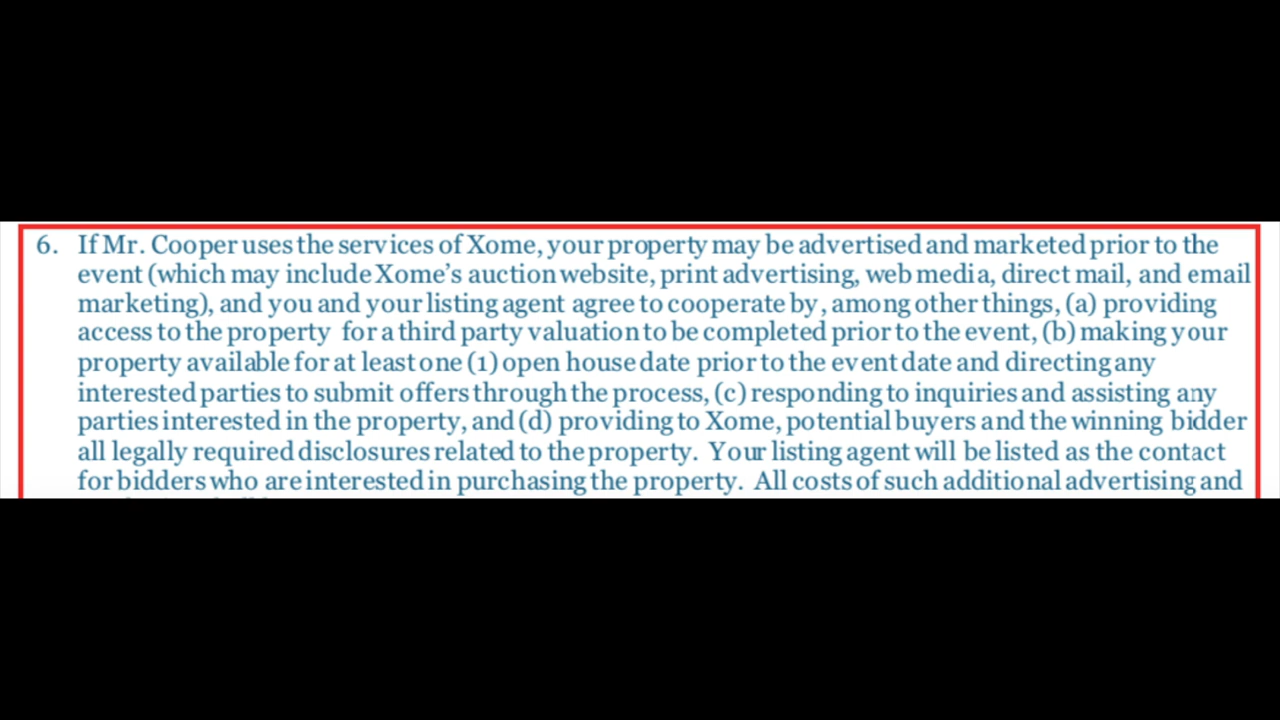 6. If Mr. Cooper uses the services of Xome, your property may be advertised and marketed prior to the
event (which may include Xome’s auction website, print advertising, web media, direct mail, and email
marketing), and you and your listing agent agree to cooperate by, among other things, (a) providing
access to the property for a third party valuation to be completed prior to the event, (b) making your
property available for at least one (1) open house date prior to the event date and directing any
interested parties to submit offers through the process, (c) responding to inquiries and assisting any
parties interested in the property, and (d) providing to Xome, potential buyers and the winning bidder
all legally required disclosures related to the property. Your listing agent will be listed as the contact
for bidders who are interested in purchasing the property. All costs of such additional advertising and